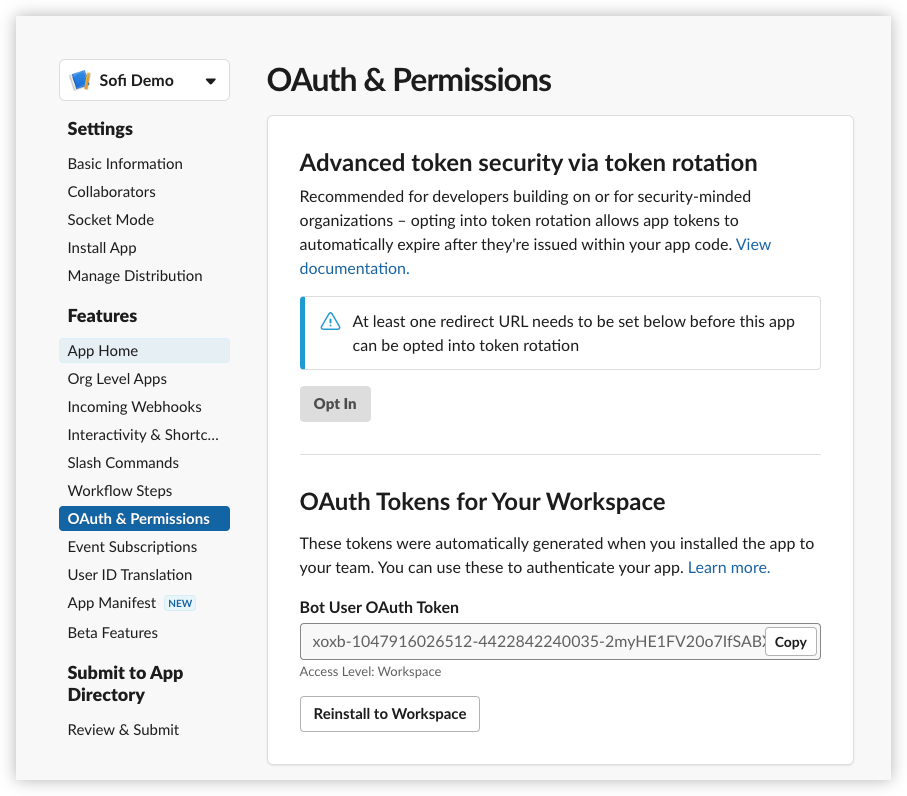 Sofi Demo
Settings
Basic Information
Collaborators
Socket Mode
Install App
Manage Distribution
Features
App Home
Org Level Apps
Incoming Webhooks
Interactivity & Shortc...
Slash Commands
Workflow Steps
OAuth & Permissions
Event Subscriptions
User ID Translation
App Manifest NEW
Beta Features
Submit to App
Directory
Review & Submit
OAuth & Permissions
Advanced token security via token rotation
Recommended for developers building on or for security-minded
organizations – opting into token rotation allows app tokens to
automatically expire after they're issued within your app code. View
documentation.
At least one redirect URL needs to be set below before this app
can be opted into token rotation
Opt In
OAuth Tokens for Your Workspace
These tokens were automatically generated when you installed the app to
your team. You can use these to authenticate your app. Learn more.
Bot User OAuth Token
Copy
Access Level: Workspace
Reinstall to Workspace